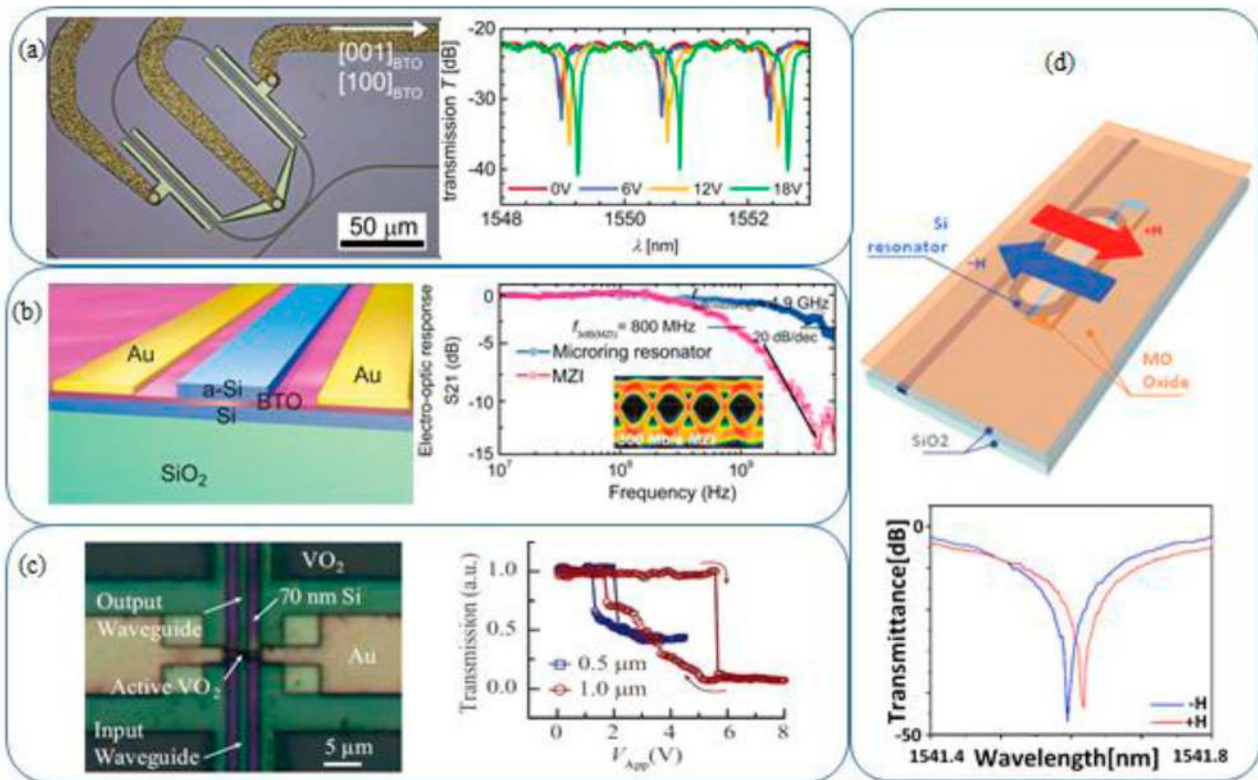 (a)
[001]BTO
[100]BTO
50 µm
transmission T [dB]
-20
-30
-40
0V 6V 12V 18V
1548 1550 1552
λ [nm]
(b)
Au
a-Si
BTO
Au
Si
SiO2
Electro-optic response
S21 (dB)
0
-5
-10
-15
4.9 GHz
f3dB(MZI) = 800 MHz
20 dB/dec
Microring resonator
MZI
300 Mb/s MZI
10^7 10^8 10^9
Frequency (Hz)
(c)
VO2
Output
Waveguide
70 nm Si
Au
Active VO2
Input
Waveguide
5 µm
Transmission (a.u.)
1.0
0.5
0.0
0.5 µm
1.0 µm
0 2 4 6 8
VApp(V)
(d)
Si
resonator
+H
-H
MO
Oxide
SiO2
Transmittance[dB]
0
-50
-H
+H
1541.4 Wavelength[nm] 1541.8